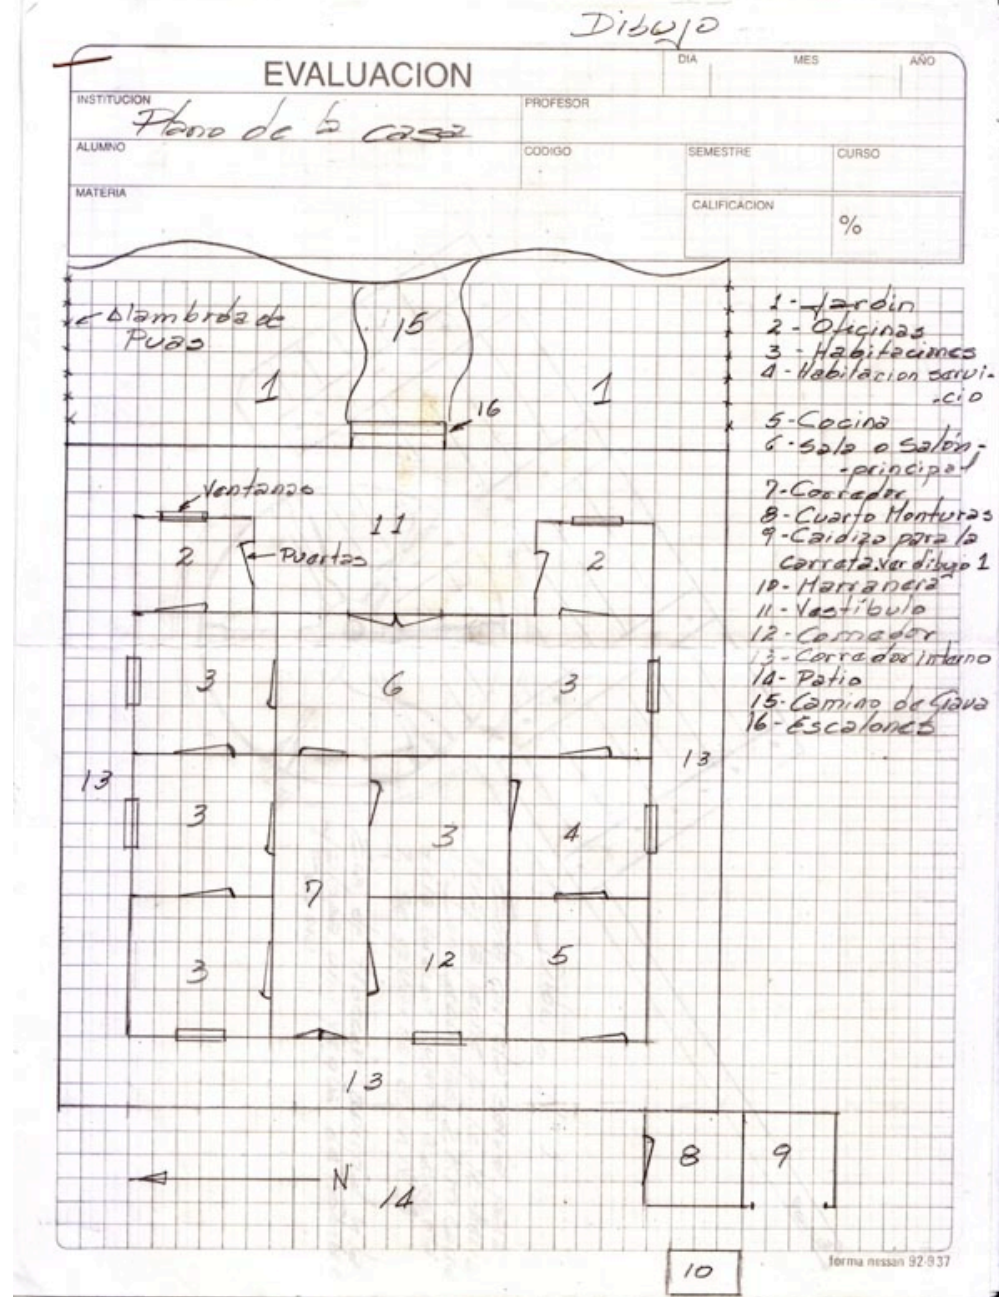 Dibujo
EVALUACION
DIA
MES
AÑO
INSTITUCION
Plano de la casa
PROFESOR
ALUMNO
CODIGO
SEMESTRE
CURSO
MATERIA
CALIFICACION
%
Alambrada de
Puas
15
1
1
16
1- Jardin
2 - Oficinas
3 - Habitaciones
4 - Habitacion servi-
-cio
5- Cocina
6- Sala o Salón-
-principal
7- Corredor
8- Cuarto Monturas
9- Caidizo para la
carreta. ver dibujo 1
10- Marranera
11- Vestíbulo
12- Comedor
13- Corredor interno
14- Patio
15- Camino de Gava
16- Escalones
Ventanas
11
2
Puertas
2
3
6
3
13
13
3
3
4
7
3
12
5
13
N
14
8
9
10
forma nessan 92-937